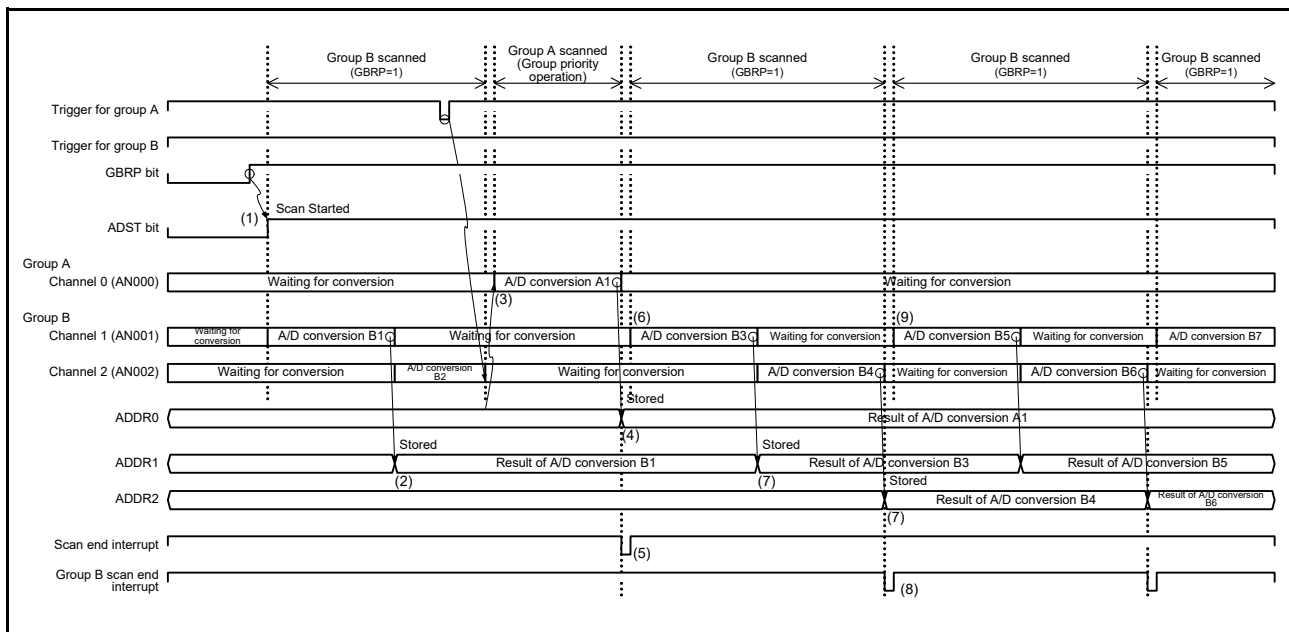 Group B scanned
(GBRP=1)
Group A scanned
(Group priority
operation)
Group B scanned
(GBRP=1)
Group B scanned
(GBRP=1)
Group B scanned
(GBRP=1)
Trigger for group A
Trigger for group B
GBRP bit
(1)
Scan Started
ADST bit
Group A
Channel 0 (AN000)
Waiting for conversion
A/D conversion A1
Waiting for conversion
(3)
Group B
(6)
(9)
Channel 1 (AN001)
Waiting for
conversion
A/D conversion B1
Waiting for conversion
A/D conversion B3
Waiting for conversion
A/D conversion B5
Waiting for conversion
A/D conversion B7
Channel 2 (AN002)
Waiting for conversion
A/D conversion
B2
Waiting for conversion
A/D conversion B4
Waiting for conversion
A/D conversion B6
Waiting for conversion
Stored
ADDR0
Result of A/D conversion A1
(4)
Stored
Stored
ADDR1
Result of A/D conversion B1
Result of A/D conversion B3
Result of A/D conversion B5
(2)
(7)
Stored
ADDR2
Result of A/D conversion B4
Result of A/D conversion
B6
(7)
Scan end interrupt
(5)
Group B scan end
interrupt
(8)